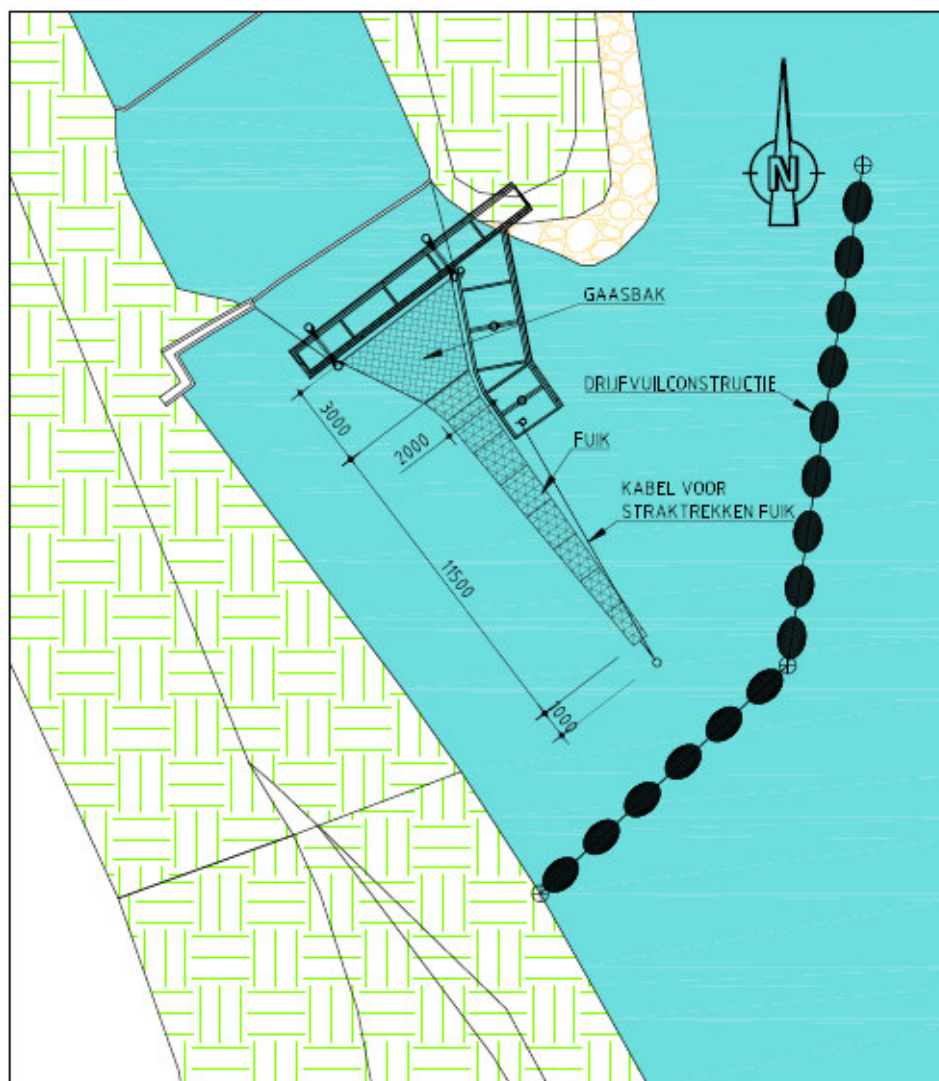 N
GAASBAK
DRIJFVUILCONSTRUCTIE
3000
2000
FUIK
KABEL VOOR
STRAKTREKKEN FUIK
11500
1000